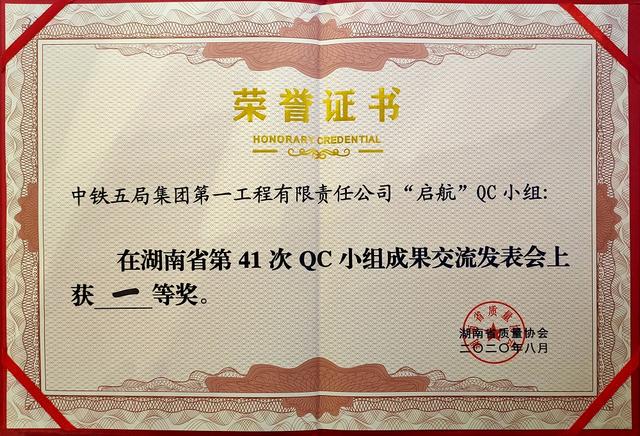 荣誉证书
HONORARY CREDENTIAL
中铁五局集团第一工程有限责任公司“启航”QC小组:
在湖南省第41次QC小组成果交流发表会上
获一等奖。
湖南省质量协会
二〇二〇年八月